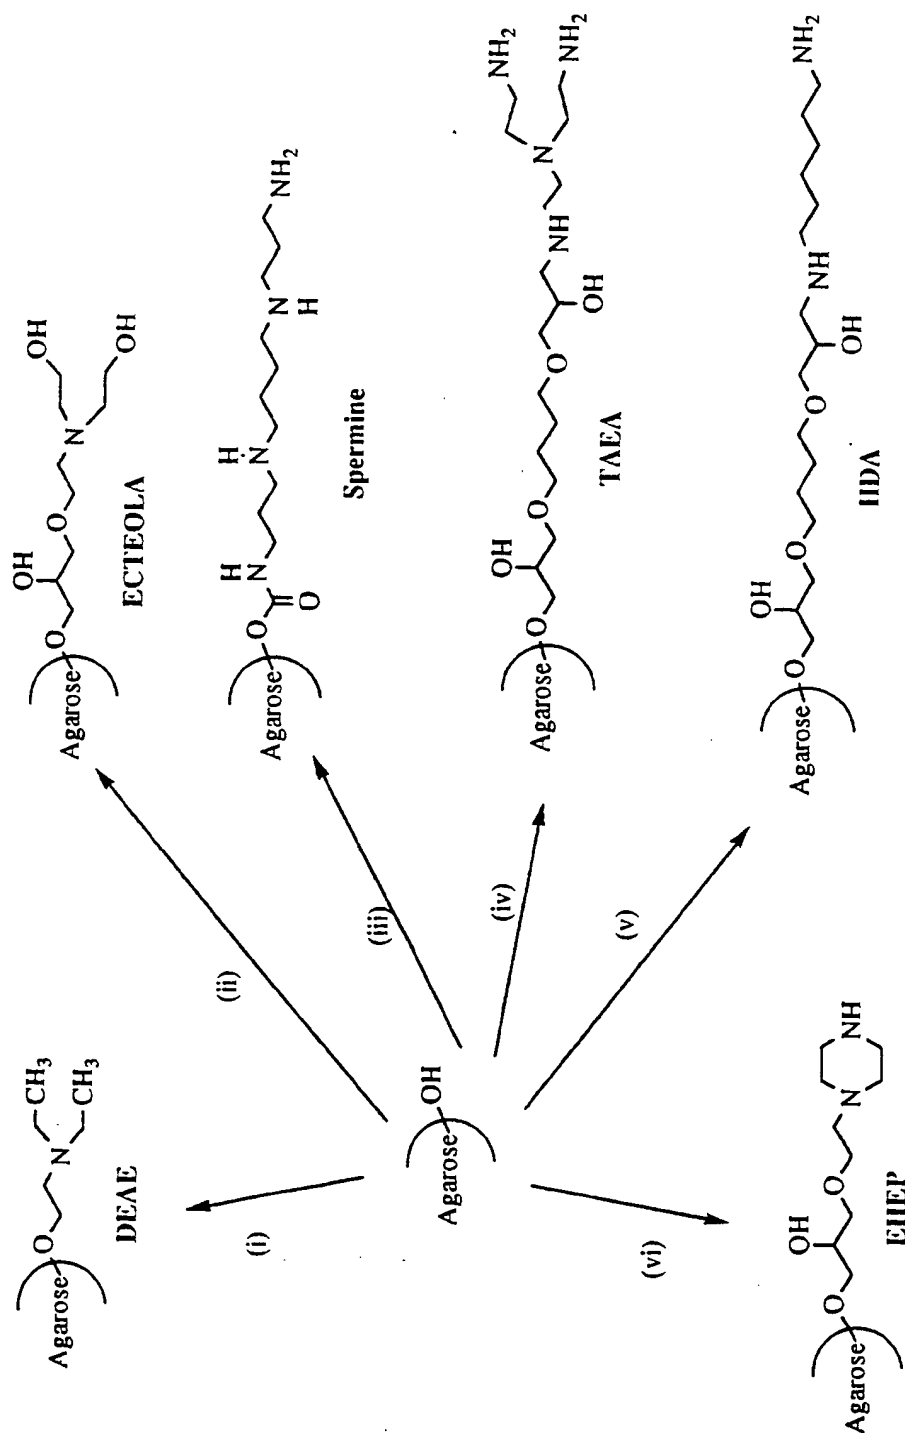 Agarose
O
N
CH₃
CH₃
DEAE
(i)
Agarose
O
OH
O
N
OH
OH
ECTEOLA
(ii)
Agarose
O
O
H
N
H
N
N
H
NH₂
Spermine
(iii)
Agarose
OH
Agarose
O
OH
O
O
OH
NH
N
NH₂
NH₂
TAEA
(iv)
Agarose
O
OH
O
O
OH
NH
NH₂
HDA
(v)
Agarose
O
OH
O
N
NH
EHEP
(vi)